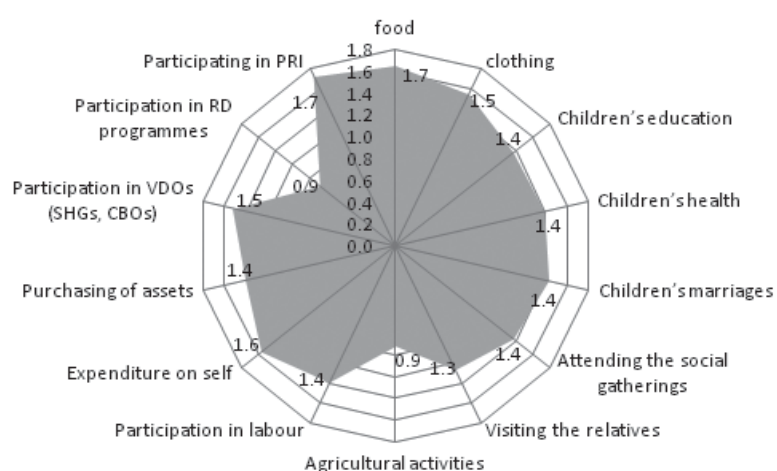 food
clothing
Children's education
Children's health
Children's marriages
Attending the social
gatherings
Visiting the relatives
Agricultural activities
Participation in labour
Expenditure on self
Purchasing of assets
Participation in VDOs
(SHGs, CBOs)
Participation in RD
programmes
Participating in PRI
1.8
1.6
1.4
1.2
1.0
0.8
0.6
0.4
0.2
0.0
1.7
1.5
1.4
1.4
1.4
1.4
1.3
0.9
1.4
1.6
1.4
1.5
0.9
1.7